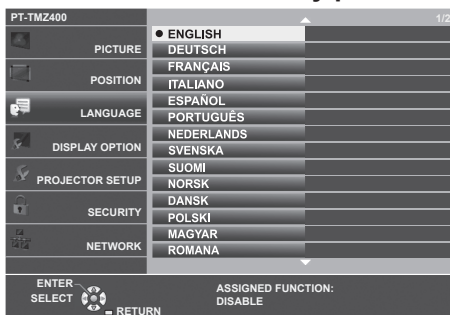 PT-TMZ400
1/2
PICTURE
POSITION
LANGUAGE
DISPLAY OPTION
PROJECTOR SETUP
SECURITY
NETWORK
ENGLISH
DEUTSCH
FRANÇAIS
ITALIANO
ESPAÑOL
PORTUGUÊS
NEDERLANDS
SVENSKA
SUOMI
NORSK
DANSK
POLSKI
MAGYAR
ROMANA
ENTER
SELECT
RETURN
ASSIGNED FUNCTION:
DISABLE